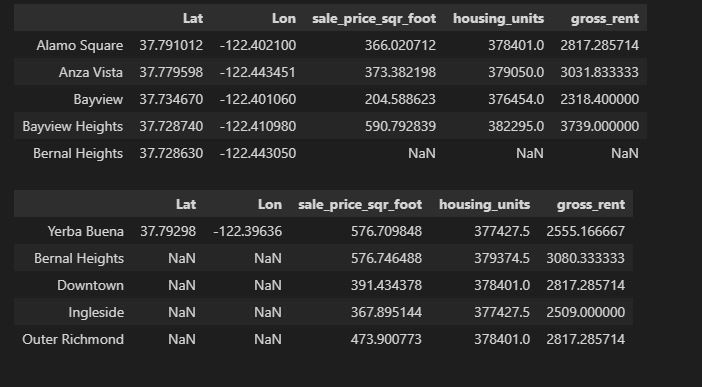 Lat Lon sale_price_sqr_foot housing_units gross_rent
Alamo Square 37.791012 -122.402100 366.020712 378401.0 2817.285714
Anza Vista 37.779598 -122.443451 373.382198 379050.0 3031.833333
Bayview 37.734670 -122.401060 204.588623 376454.0 2318.400000
Bayview Heights 37.728740 -122.410980 590.792839 382295.0 3739.000000
Bernal Heights 37.728630 -122.443050 NaN NaN NaN
Lat Lon sale_price_sqr_foot housing_units gross_rent
Yerba Buena 37.79298 -122.39636 576.709848 377427.5 2555.166667
Bernal Heights NaN NaN 576.746488 379374.5 3080.333333
Downtown NaN NaN 391.434378 378401.0 2817.285714
Ingleside NaN NaN 367.895144 377427.5 2509.000000
Outer Richmond NaN NaN 473.900773 378401.0 2817.285714